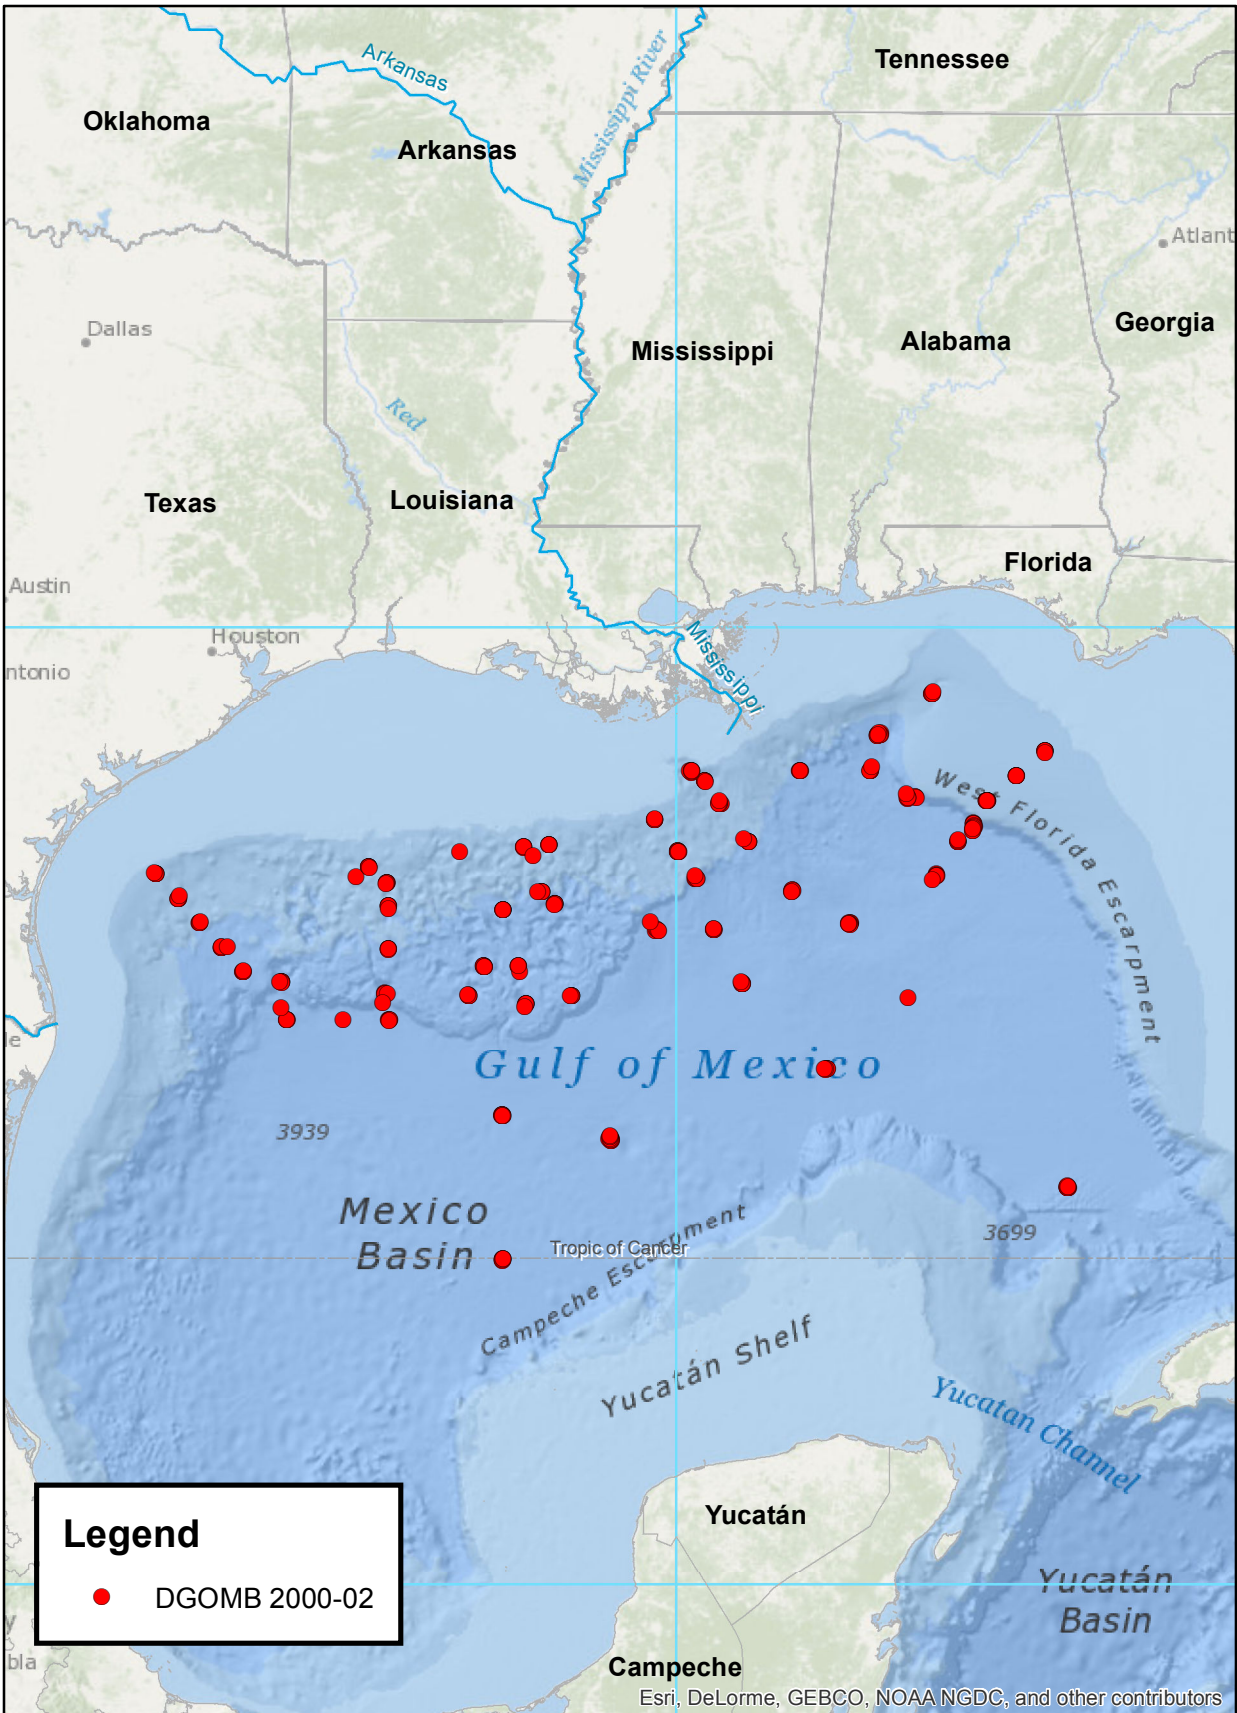 Tennessee
Arkansas
Mississippi River
Oklahoma
Arkansas
Atlant
Dallas
Georgia
Alabama
Mississippi
Red
Texas
Louisiana
Florida
Austin
Houston
ntonio
Mississippi
West Florida Escarpment
le
Gulf of Mexico
3939
Mexico
Basin
Tropic of Cancer
3699
Campeche Escarpment
Yucatán Shelf
Yucatan Channel
Legend
DGOMB 2000-02
Yucatán
Yucatán
Basin
y
bla
Campeche
Esri, DeLorme, GEBCO, NOAA NGDC, and other contributors